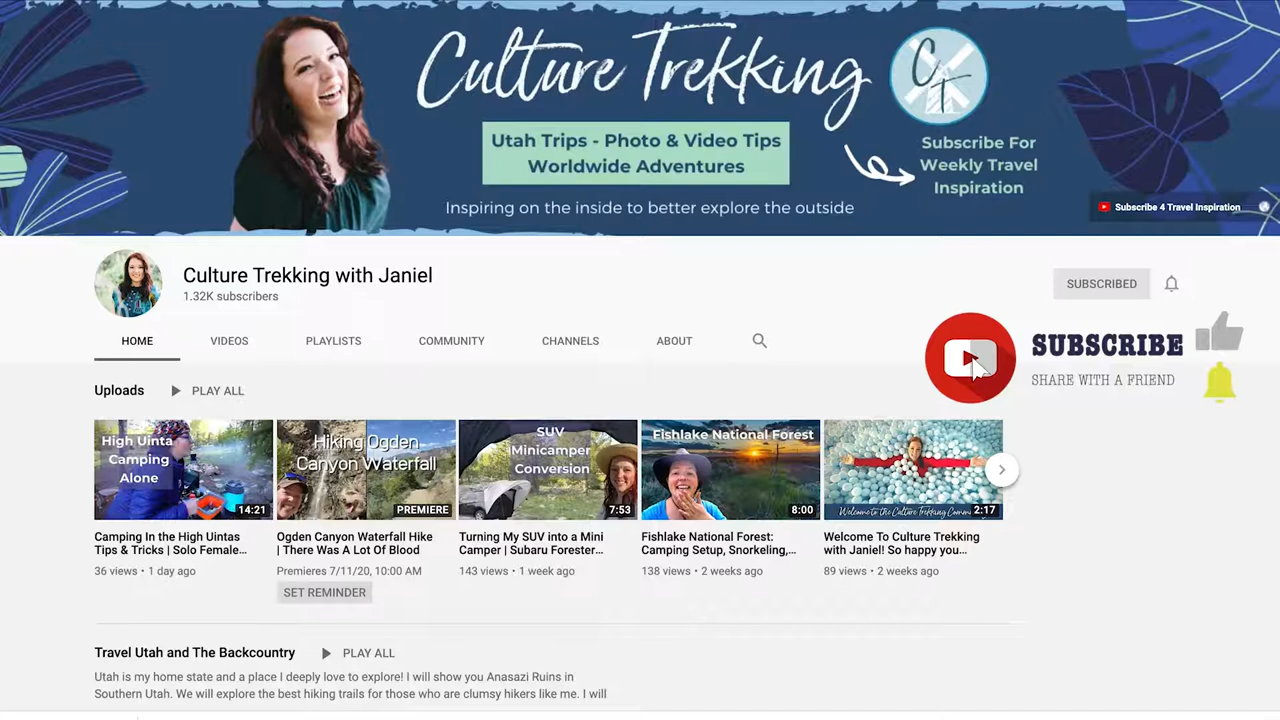 Culture Trekking
CT
Utah Trips - Photo & Video Tips
Worldwide Adventures
Subscribe For
Weekly Travel
Inspiration
Inspiring on the inside to better explore the outside
Subscribe 4 Travel Inspiration
Culture Trekking with Janiel
1.32K subscribers
SUBSCRIBED
HOME VIDEOS PLAYLISTS COMMUNITY CHANNELS ABOUT
SUBSCRIBE
SHARE WITH A FRIEND
Uploads PLAY ALL
High Uinta
Camping
Alone
14:21
Hiking Ogden
Canyon Waterfall
PREMIERE
SUV
Minicamper
Conversion
7:53
Fishlake National Forest
8:00
Welcome to the Culture Trekking
2:17
Camping In the High Uintas
Tips & Tricks | Solo Female...
36 views • 1 day ago
Ogden Canyon Waterfall Hike
| There Was A Lot Of Blood
Premieres 7/11/20, 10:00 AM
SET REMINDER
Turning My SUV into a Mini
Camper | Subaru Forester...
143 views • 1 week ago
Fishlake National Forest:
Camping Setup, Snorkeling,...
138 views • 2 weeks ago
Welcome To Culture Trekking
with Janiel! So happy you...
89 views • 2 weeks ago
Travel Utah and The Backcountry PLAY ALL
Utah is my home state and a place I deeply love to explore! I will show you Anasazi Ruins in
Southern Utah. We will explore the best hiking trails for those who are clumsy hikers like me. I will